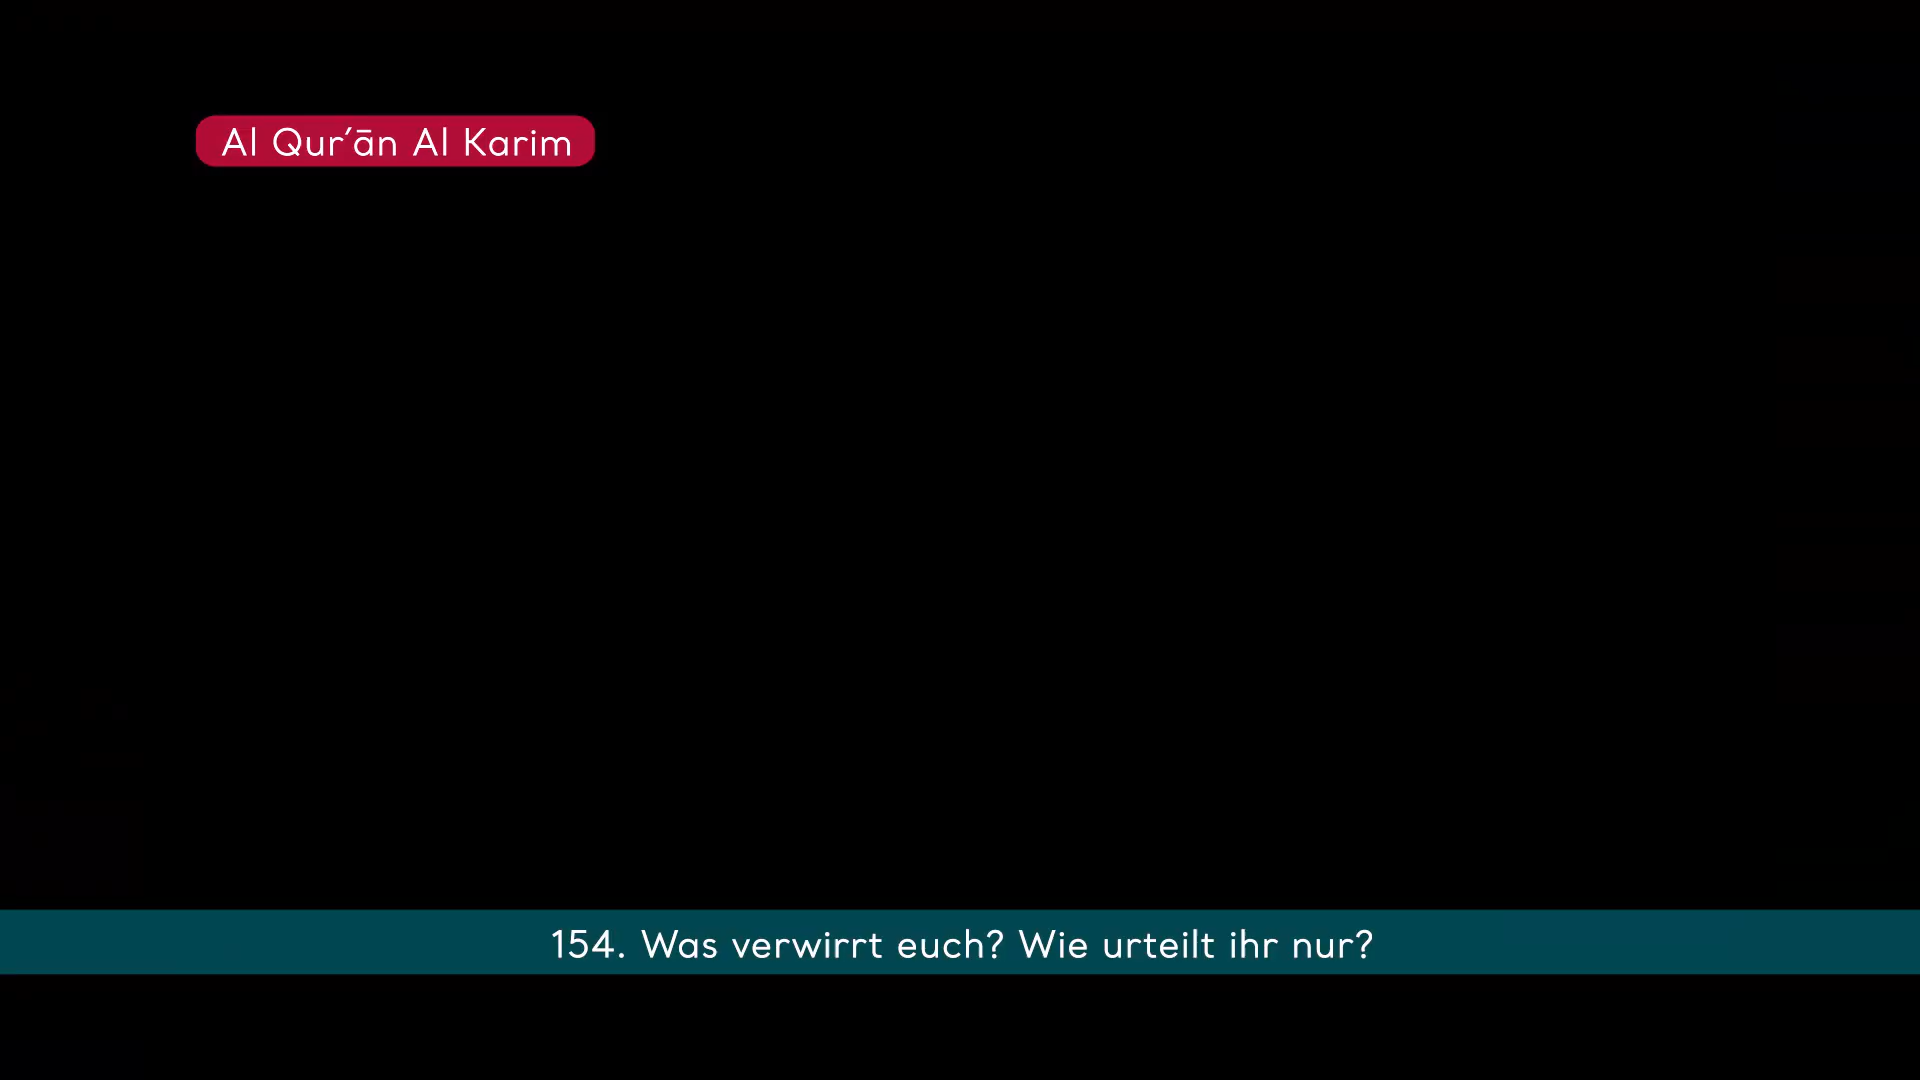 Al Qur’ān Al Karim
154. Was verwirrt euch? Wie urteilt ihr nur?